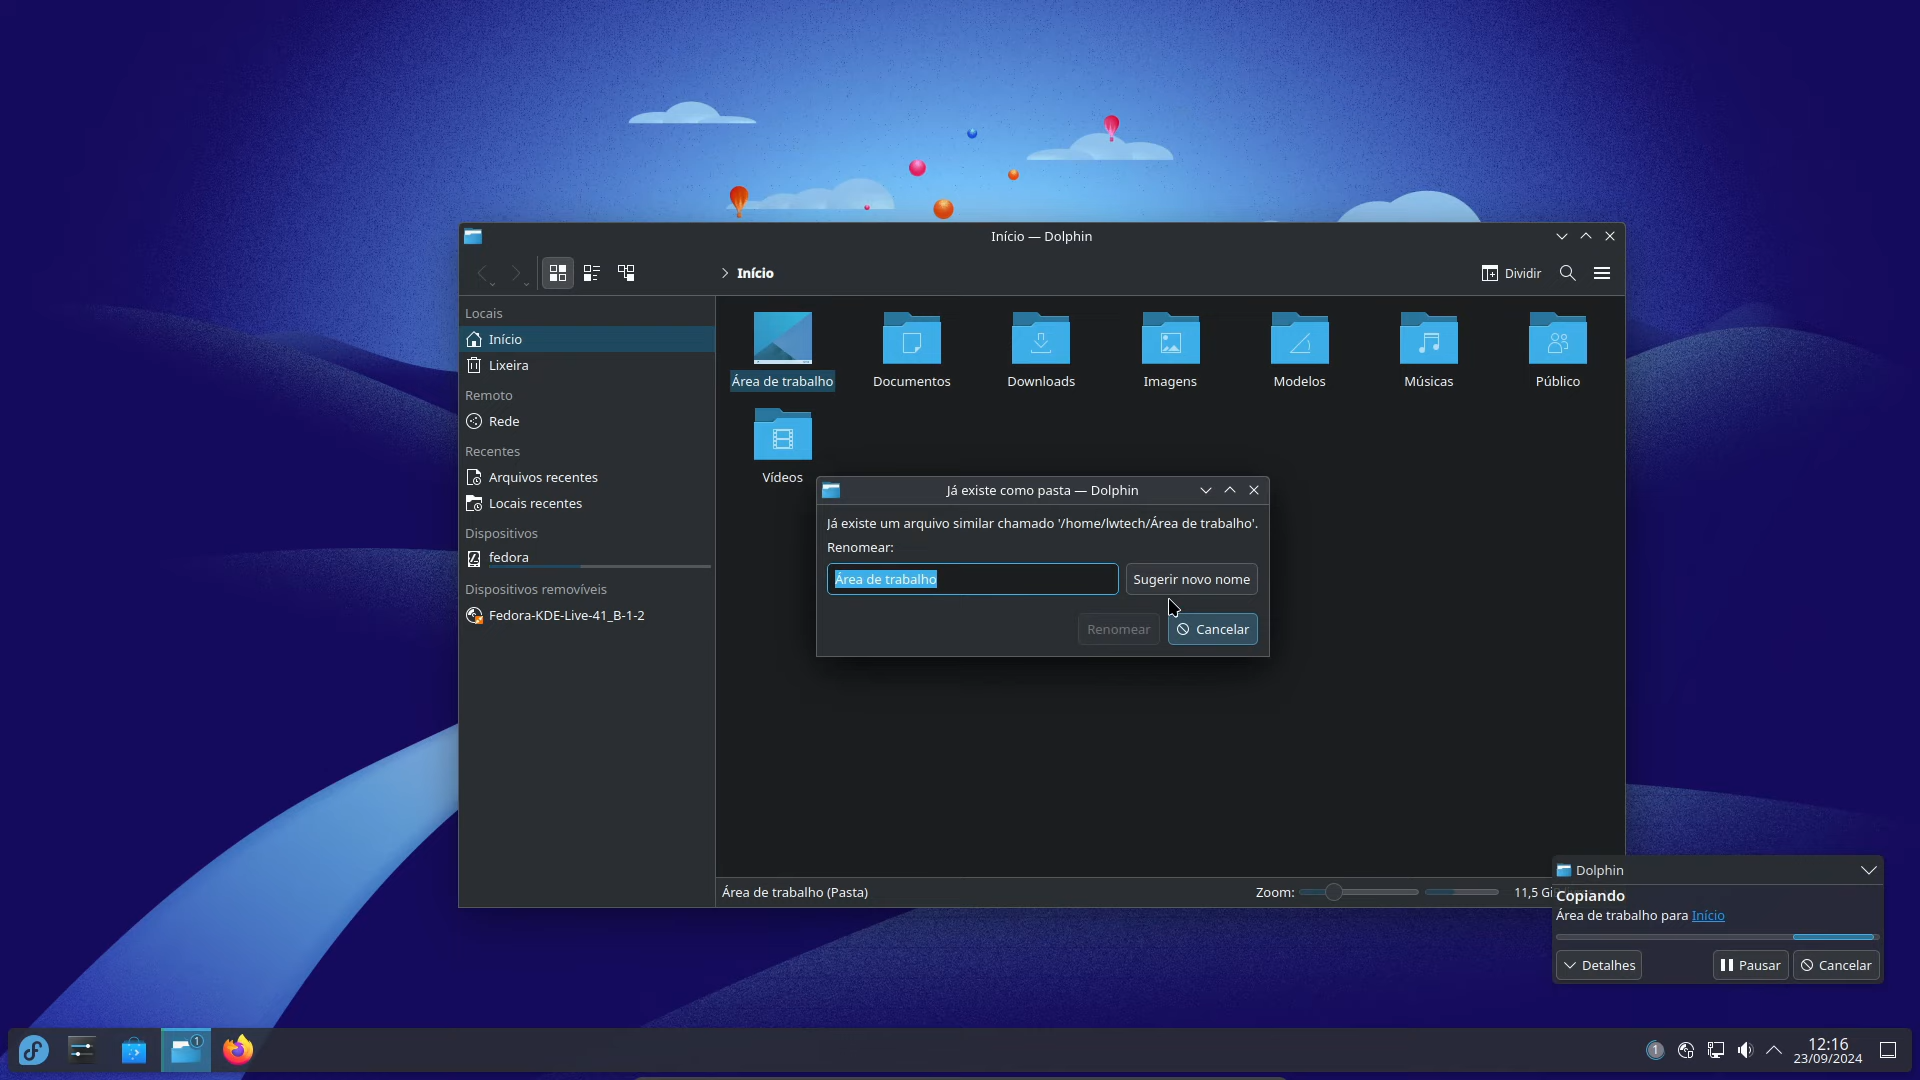 Início — Dolphin
Início
Dividir
Locais
Início
Lixeira
Remoto
Rede
Recentes
Arquivos recentes
Locais recentes
Dispositivos
fedora
Dispositivos removíveis
Fedora-KDE-Live-41_B-1-2
Área de trabalho
Documentos
Downloads
Imagens
Modelos
Músicas
Público
Vídeos
Já existe como pasta — Dolphin
Já existe um arquivo similar chamado '/home/lwtech/Área de trabalho'.
Renomear:
Área de trabalho
Sugerir novo nome
Renomear
Cancelar
Área de trabalho (Pasta)
Zoom:
11,5
Dolphin
Copiando
Área de trabalho para Início
Detalhes
Pausar
Cancelar
1
1
12:16
23/09/2024